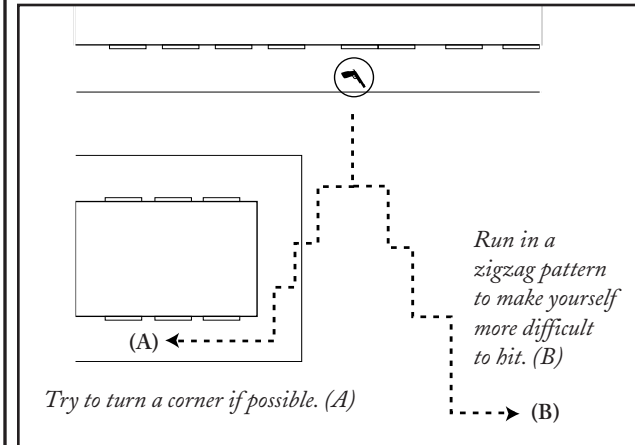 Run in a
zigzag pattern
to make yourself
more difficult
to hit. (B)
(A)
(B)
Try to turn a corner if possible. (A)